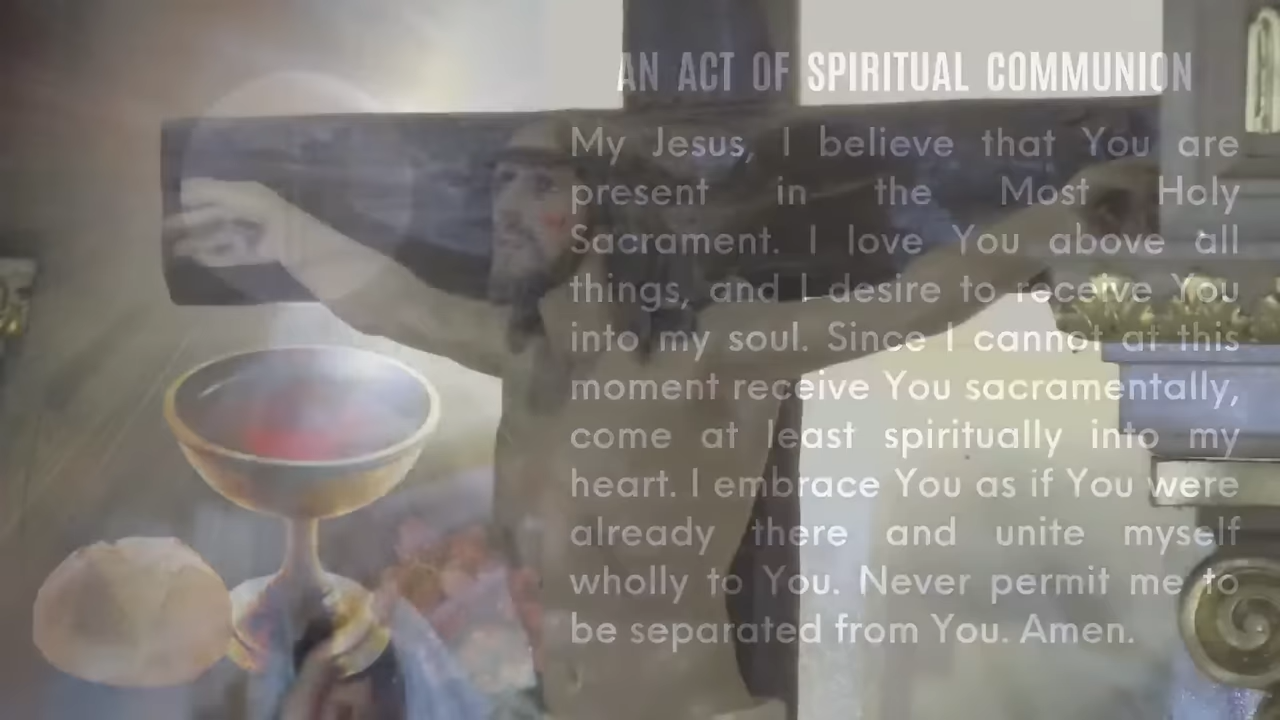 AN ACT OF SPIRITUAL COMMUNION
My Jesus, I believe that You are
present in the Most Holy
Sacrament. I love You above all
things, and I desire to receive You
into my soul. Since I cannot at this
moment receive You sacramentally,
come at least spiritually into my
heart. I embrace You as if You were
already there and unite myself
wholly to You. Never permit me to
be separated from You. Amen.